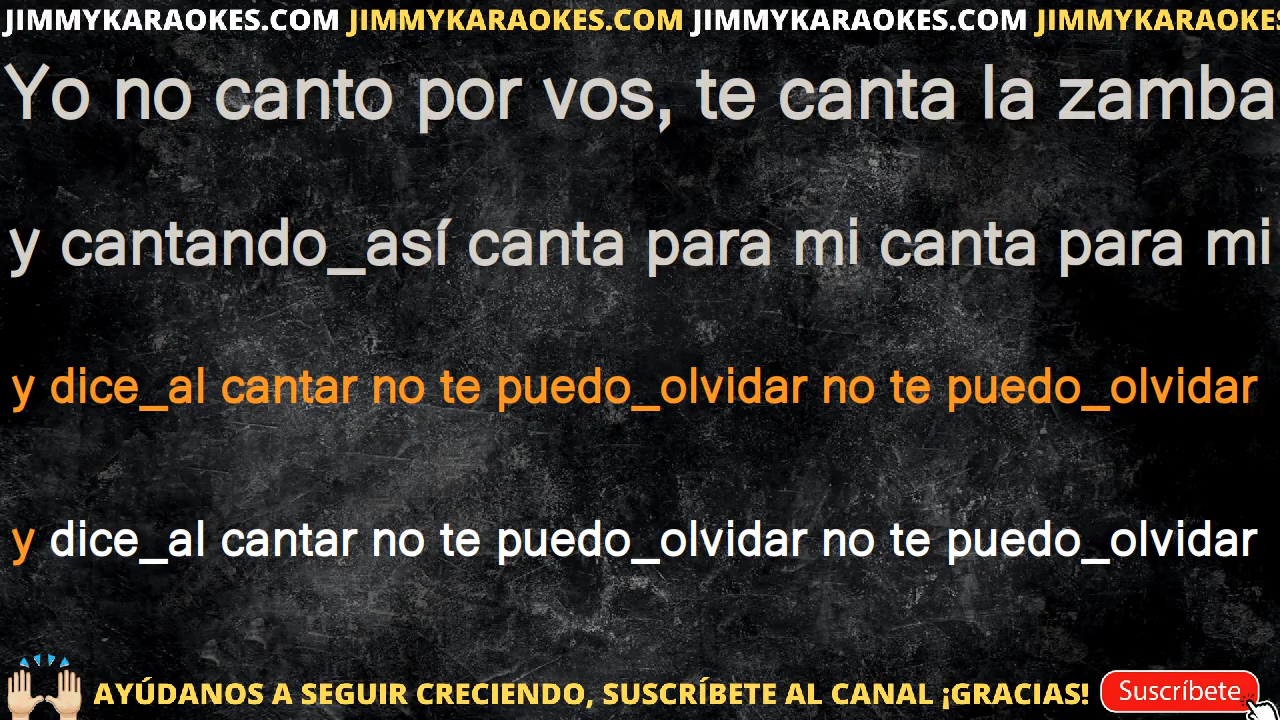 JIMMYKARAOKES.COM JIMMYKARAOKES.COM JIMMYKARAOKES.COM JIMMYKARAOKES
Yo no canto por vos, te canta la zamba
y cantando_así canta para mi canta para mi
y dice_al cantar no te puedo_olvidar no te puedo_olvidar
y dice_al cantar no te puedo_olvidar no te puedo_olvidar
AYÚDANOS A SEGUIR CRECIENDO, SUSCRÍBETE AL CANAL ¡GRACIAS! Suscríbete